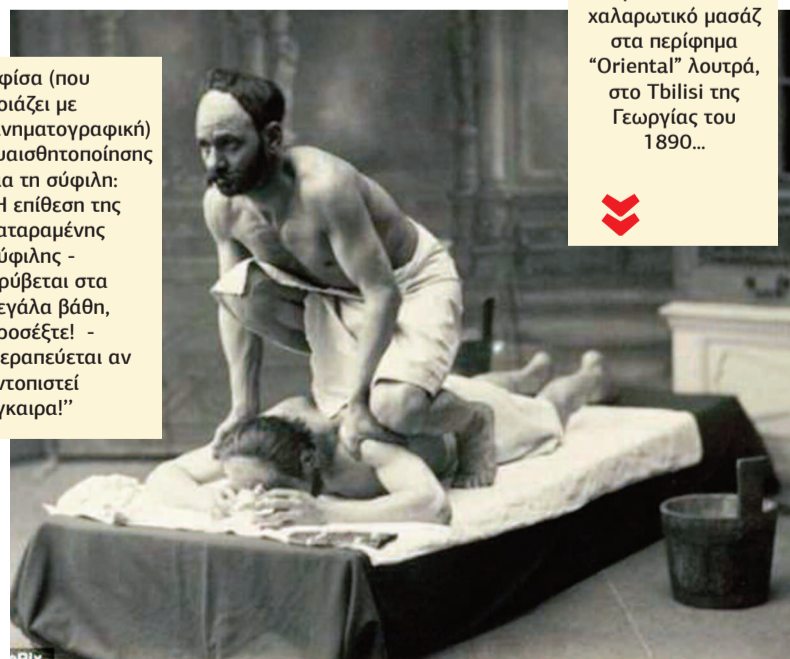 φίσα (που
οιάζει με
νηματογραφική)
υαισθητοποίησης
α τη σύφιλη:
Η επίθεση της
αταραμένης
ύφιλης -
ρύβεται στα
εγάλα βάθη,
ροσέξτε! -
εραπεύεται αν
ντοπιστεί
γκαιρα!’’
χαλαρωτικό μασάζ
στα περίφημα
“Oriental” λουτρά,
στο Tbilisi της
Γεωργίας του
1890...